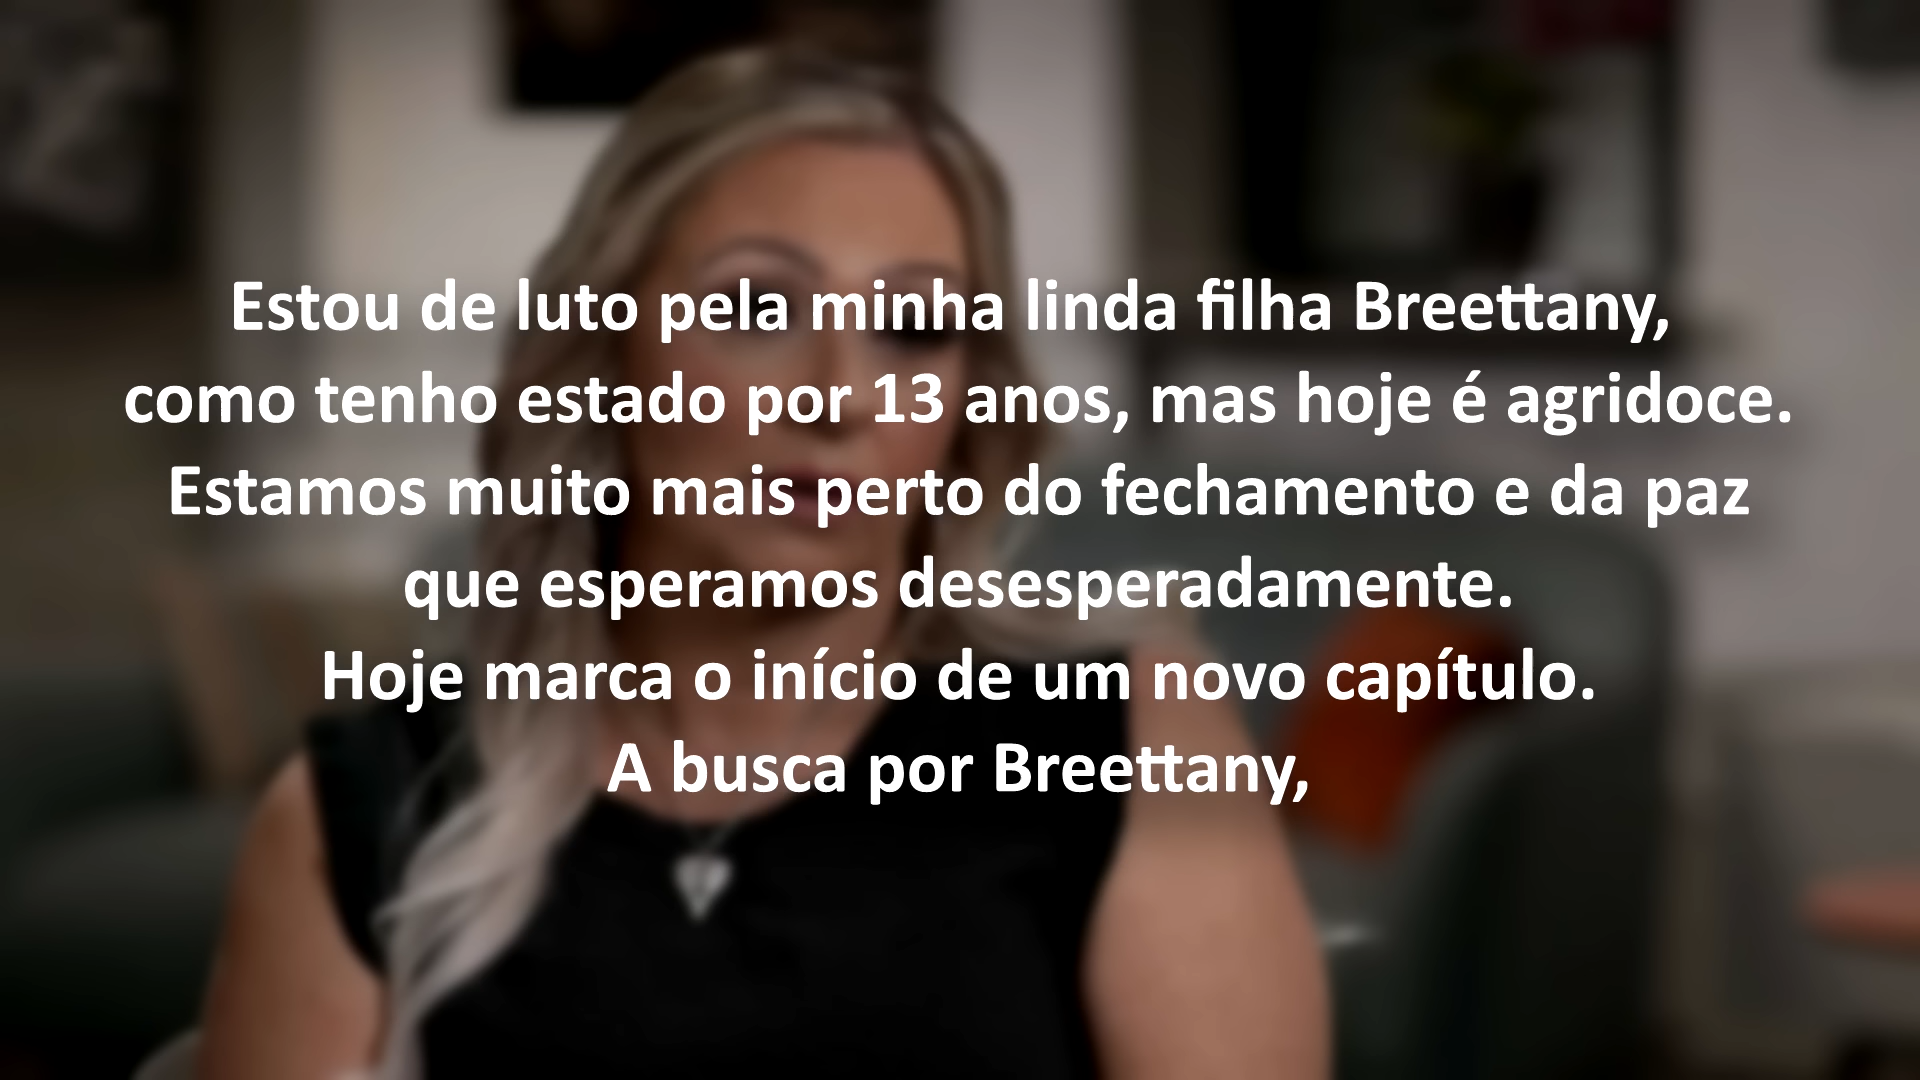 Estou de luto pela minha linda filha Breettany,
como tenho estado por 13 anos, mas hoje é agridoce.
Estamos muito mais perto do fechamento e da paz
que esperamos desesperadamente.
Hoje marca o início de um novo capítulo.
A busca por Breettany,